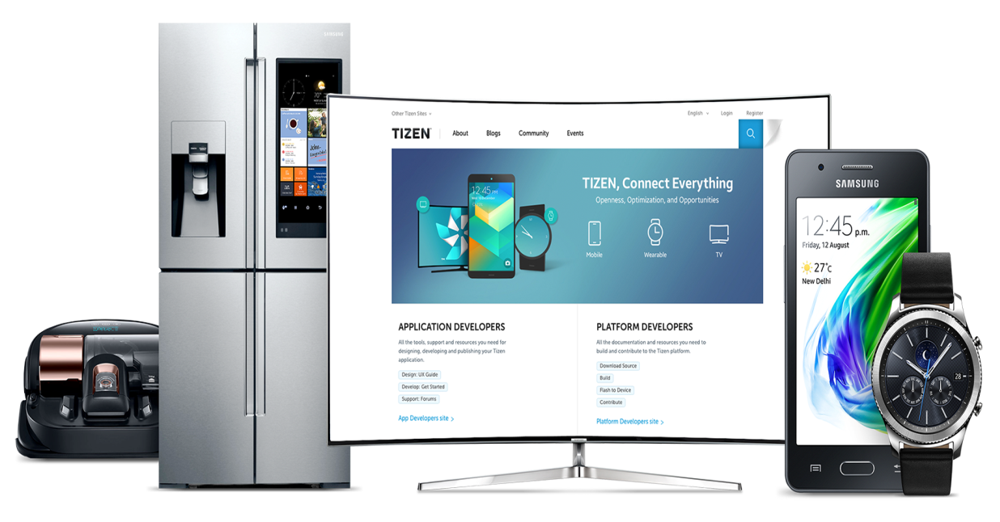 SAMSUNG
Other Tizen Sites
English
Login
Register
TIZEN
About
Blogs
Community
Events
12:45 PM
TIZEN, Connect Everything
Openness, Optimization, and Opportunities
Mobile
Wearable
TV
APPLICATION DEVELOPERS
All the tools, support and resources you need for
designing, developing and publishing your Tizen
application.
Design: UX Guide
Develop: Get Started
Support: Forums
App Developers site >
PLATFORM DEVELOPERS
All the documentation and resources you need to
build and contribute to the Tizen platform.
Download Source
Build
Flash to Device
Contribute
Platform Developers site >
SAMSUNG
12:45 p.m.
Friday, 12 August
27°c
New Delhi
28